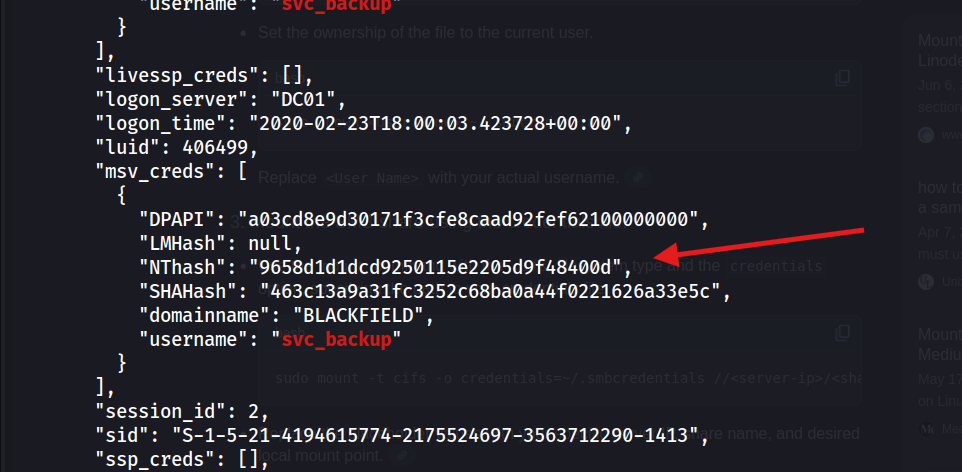 "username": "svc_backup"
}
• Set the ownership of the file to the current user.
],
"livessp_creds": [],
"logon_server": "DC01",
"logon_time": "2020-02-23T18:00:03.423728+00:00",
"luid": 406499,
"msv_creds": [
Replace <User Name> with your actual username.
{
"DPAPI": "a03cd8e9d30171f3cfe8caad92fef62100000000",
"LMHash": null,
"NThash": "9658d1d1dcd9250115e2205d9f48400d",
type and the credentials
"SHAHash": "463c13a9a31fc3252c68ba0a44f0221626a33e5c",
"domainname": "BLACKFIELD",
"username": "svc_backup"
}
sudo mount -t cifs -o credentials=~/.smbcredentials //<server-ip>/<sha
],
"session_id": 2,
"sid": "S-1-5-21-4194615774-2175524697-3563712290-1413",
share name, and desired
"ssp_creds": [],
local mount point.
Mount
Linode
Jun 6,
section
how to
a sam
Apr 7,
must us
Mount
Mediu
May 17
on Lin